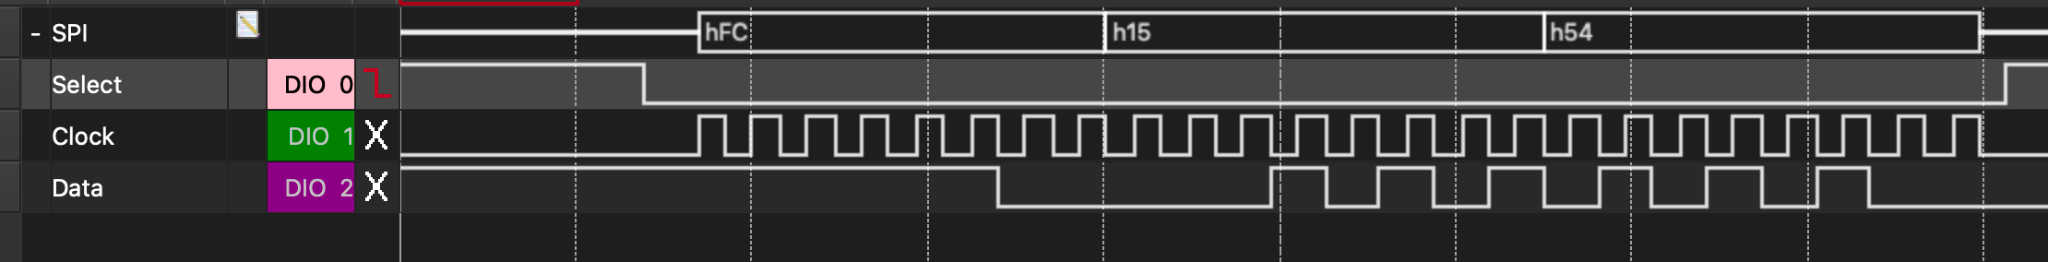 - SPI hFC h15 h54
Select DIO 0
Clock DIO 1 X
Data DIO 2 X